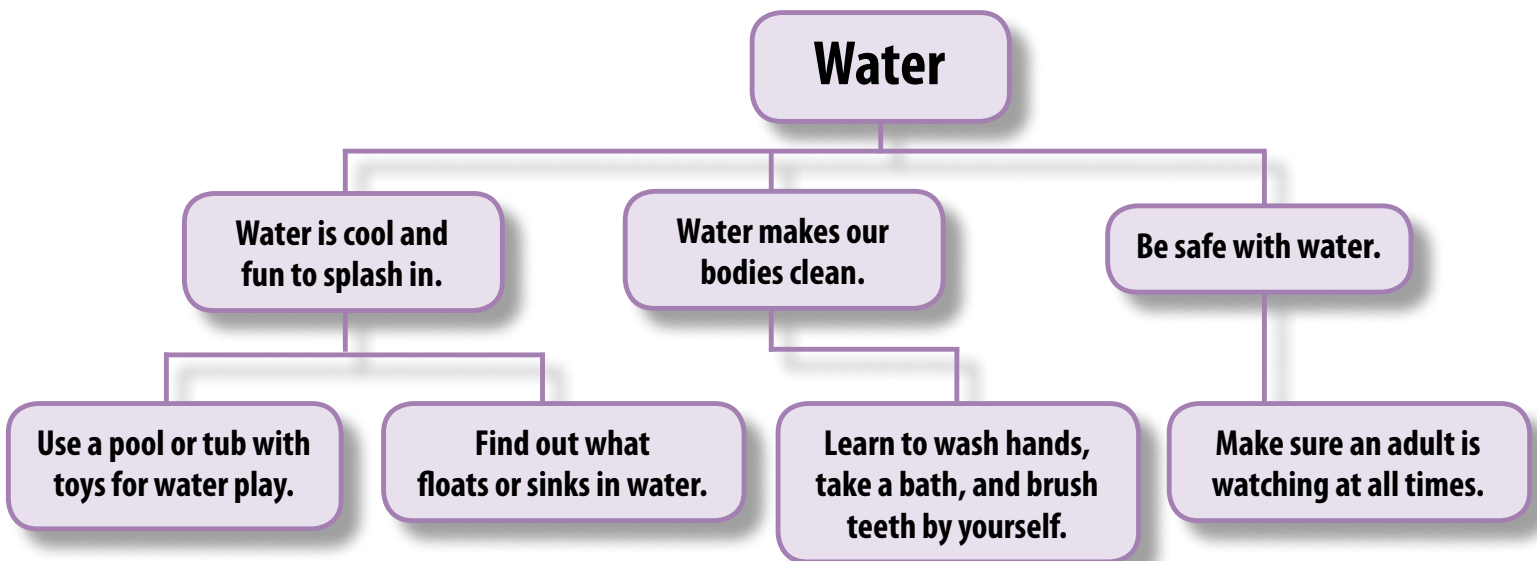 Water
Water is cool and
fun to splash in.
Water makes our
bodies clean.
Be safe with water.
Use a pool or tub with
toys for water play.
Find out what
floats or sinks in water.
Learn to wash hands,
take a bath, and brush
teeth by yourself.
Make sure an adult is
watching at all times.